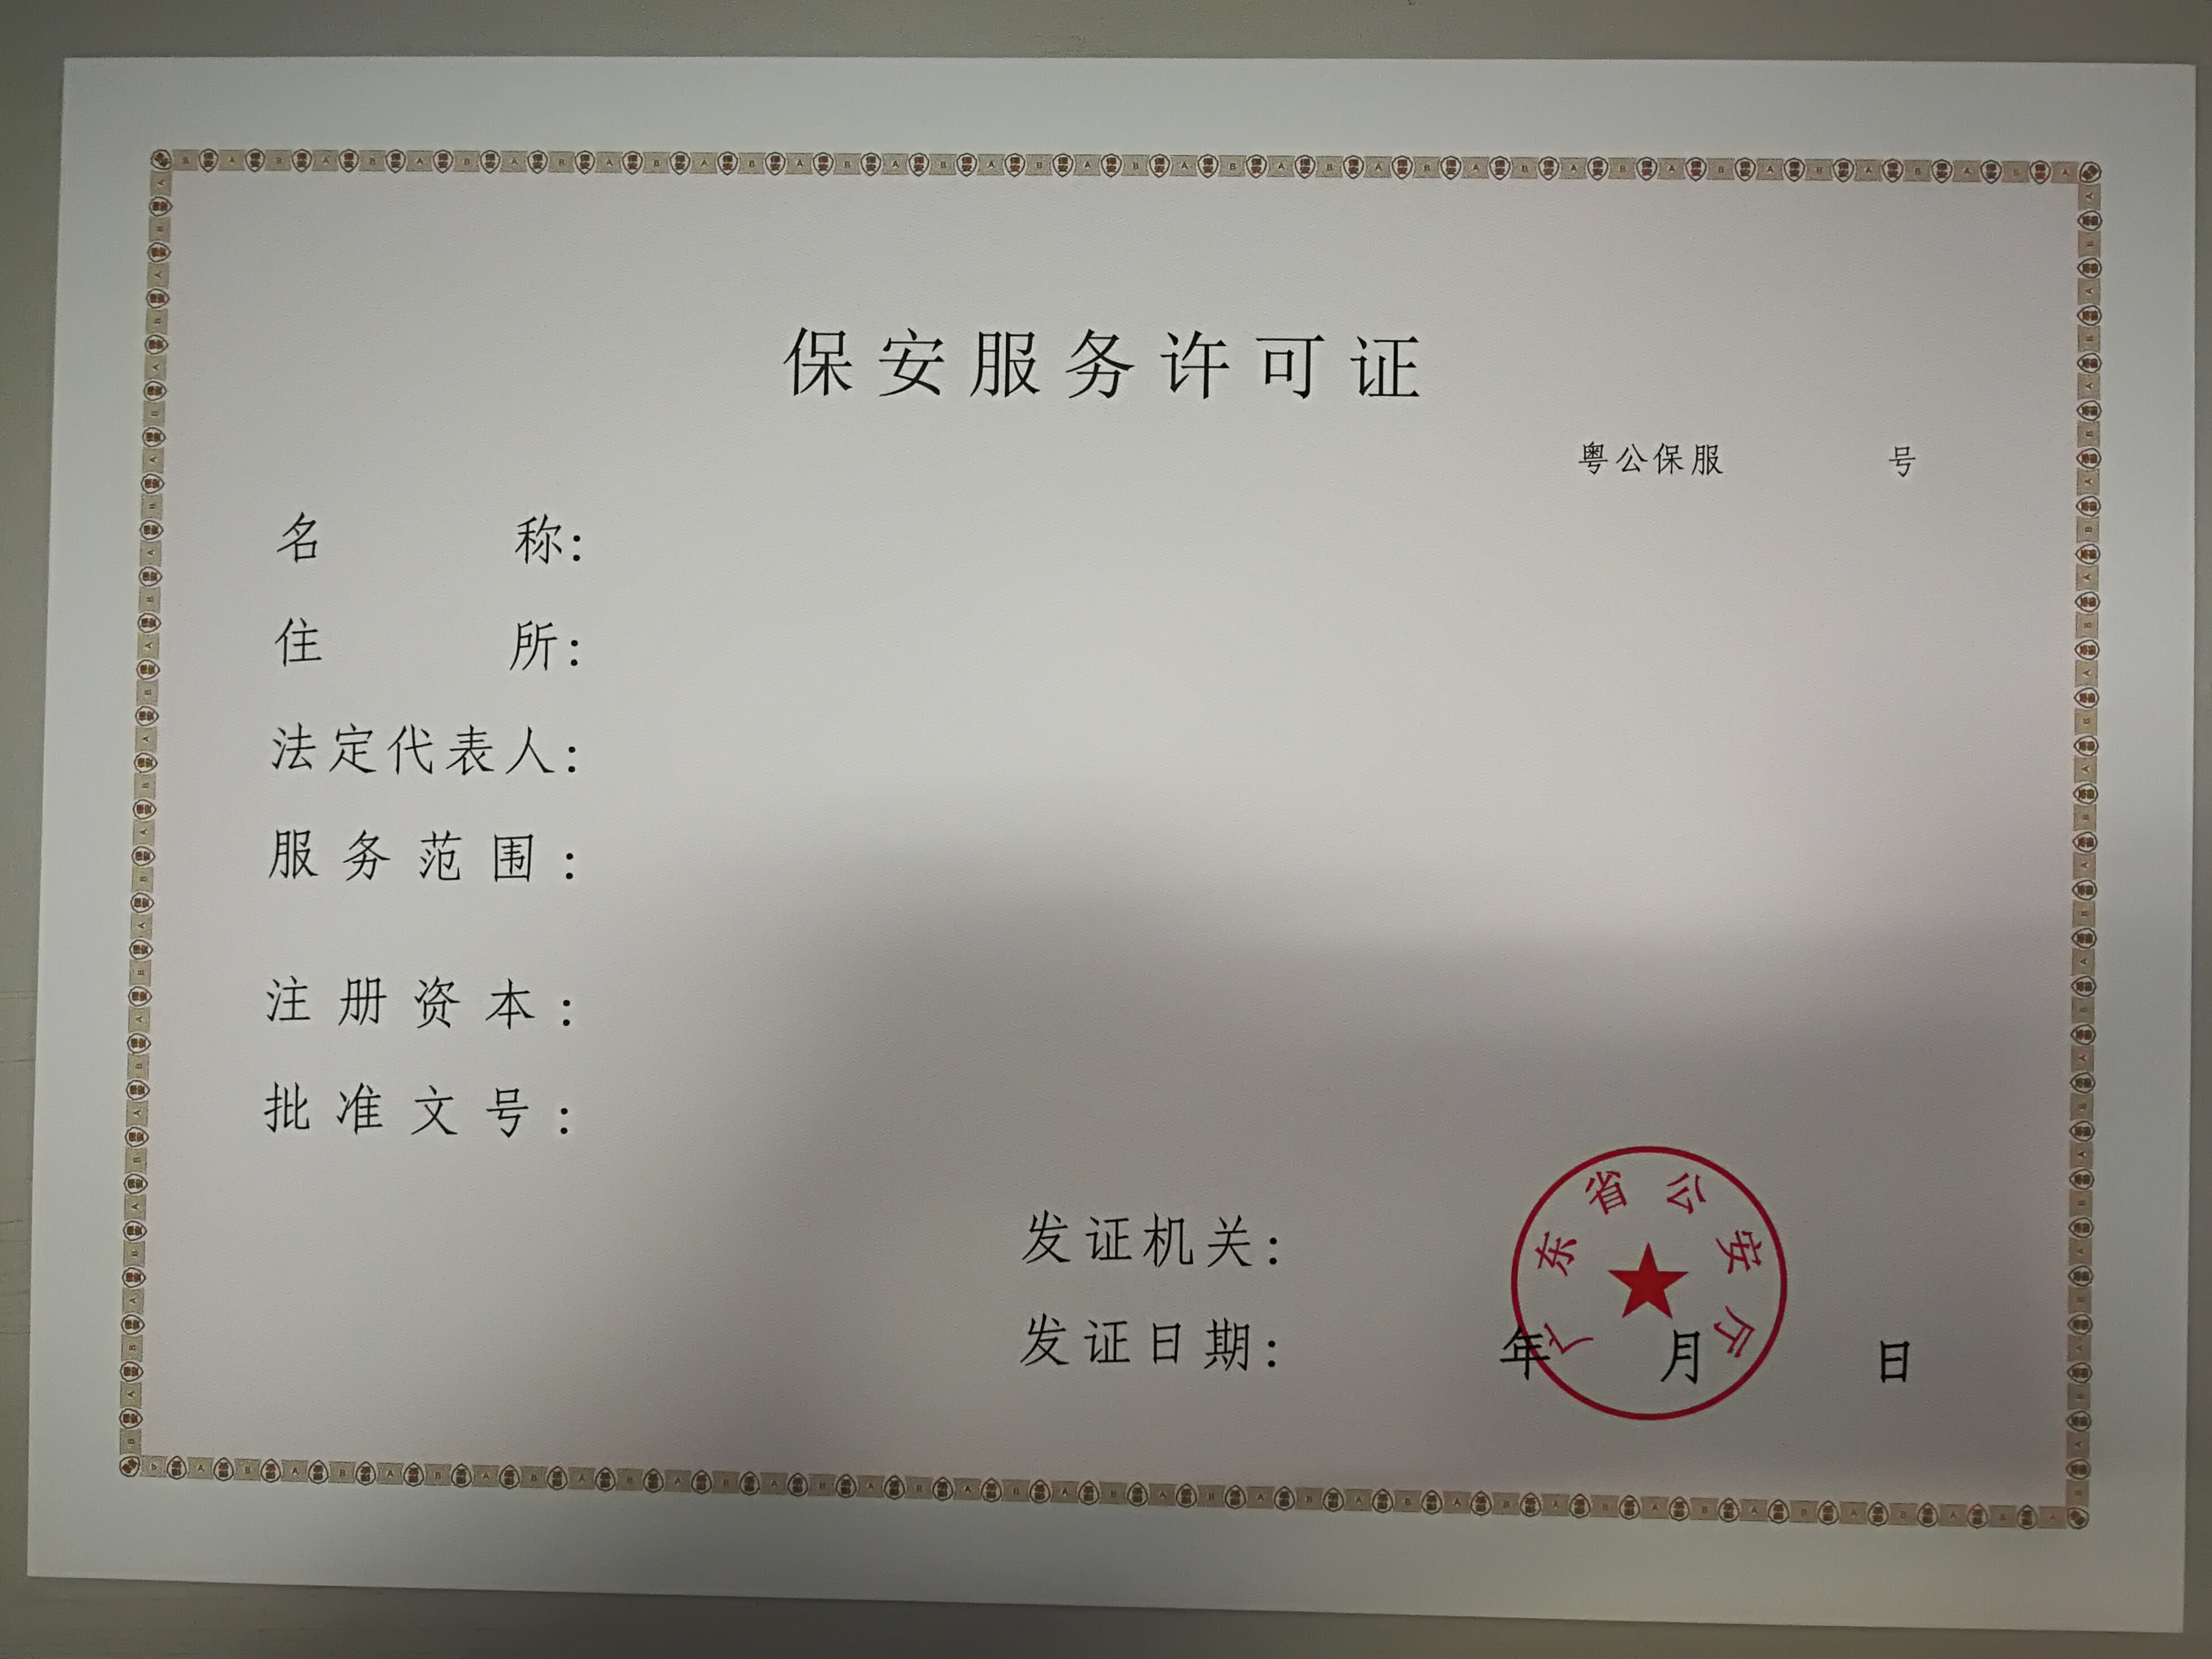 保安服务许可证
粤公保服 号
名 称:
住 所:
法定代表人:
服务范围:
注册资本:
批准文号:
发证机关:
广东省公安厅
发证日期: 年 月 日